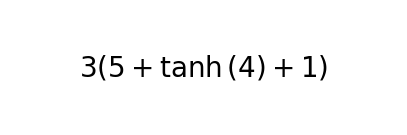 3(5 + tanh (4) + 1)